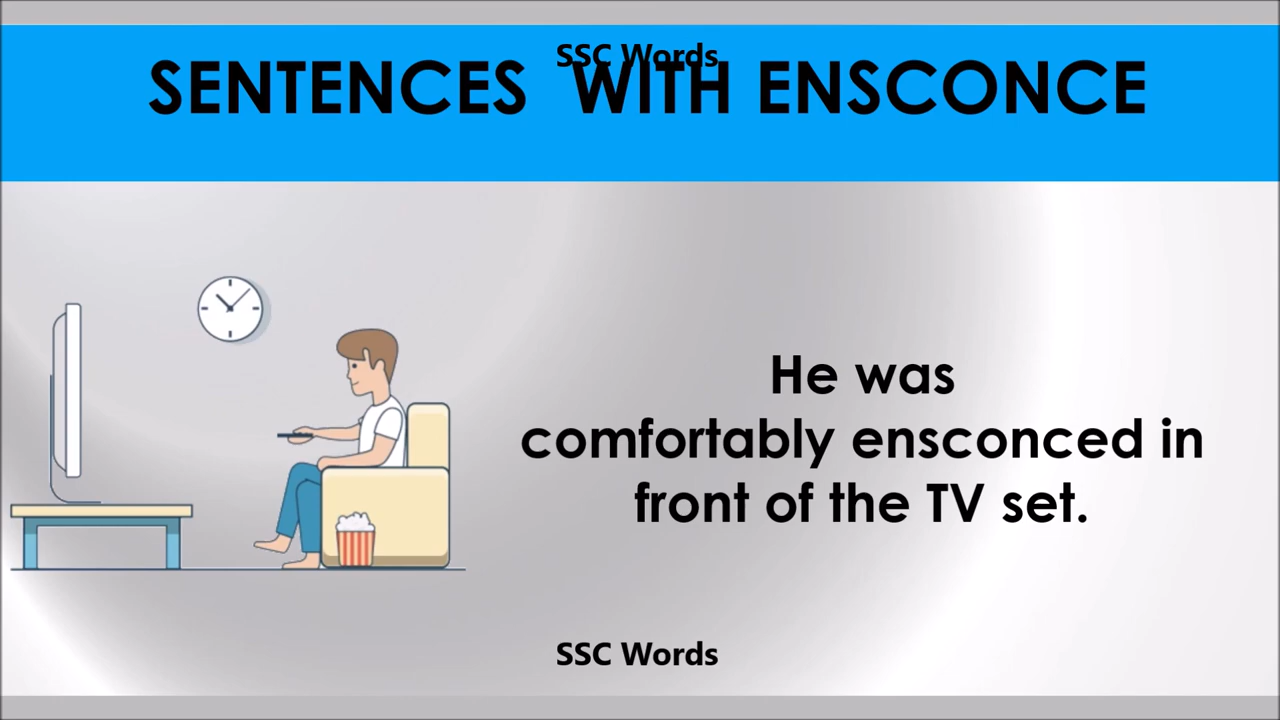 SSC Words
SENTENCES WITH ENSCONCE
He was
comfortably ensconced in
front of the TV set.
SSC Words